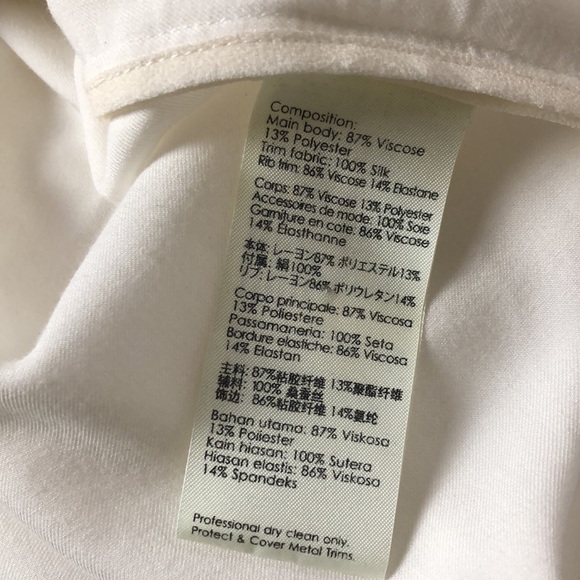 Composition:
Main body: 87% Viscose
13% Polyester
Trim fabric: 100% Silk
Rib trim: 86% Viscose 14% Elastane
Corps: 87% Viscose 13% Polyester
Accessoires de mode: 100% Soie
Garniture en cote: 86% Viscose
14% Elasthanne
本体: レーヨン87% ポリエステル13%
付属: 絹100%
リブ: レーヨン86% ポリウレタン14%
Corpo principale: 87% Viscosa
13% Poliestere
Passamaneria: 100% Seta
Bordure elastiche: 86% Viscosa
14% Elastan
主料: 87%粘胶纤维 13%聚酯纤维
辅料: 100% 桑蚕丝
饰边: 86%粘胶纤维 14%氨纶
Bahan utama: 87% Viskosa
13% Poliester
Kain hiasan: 100% Sutera
Hiasan elastis: 86% Viskosa
14% Spandeks
Professional dry clean only.
Protect & Cover Metal Trims.